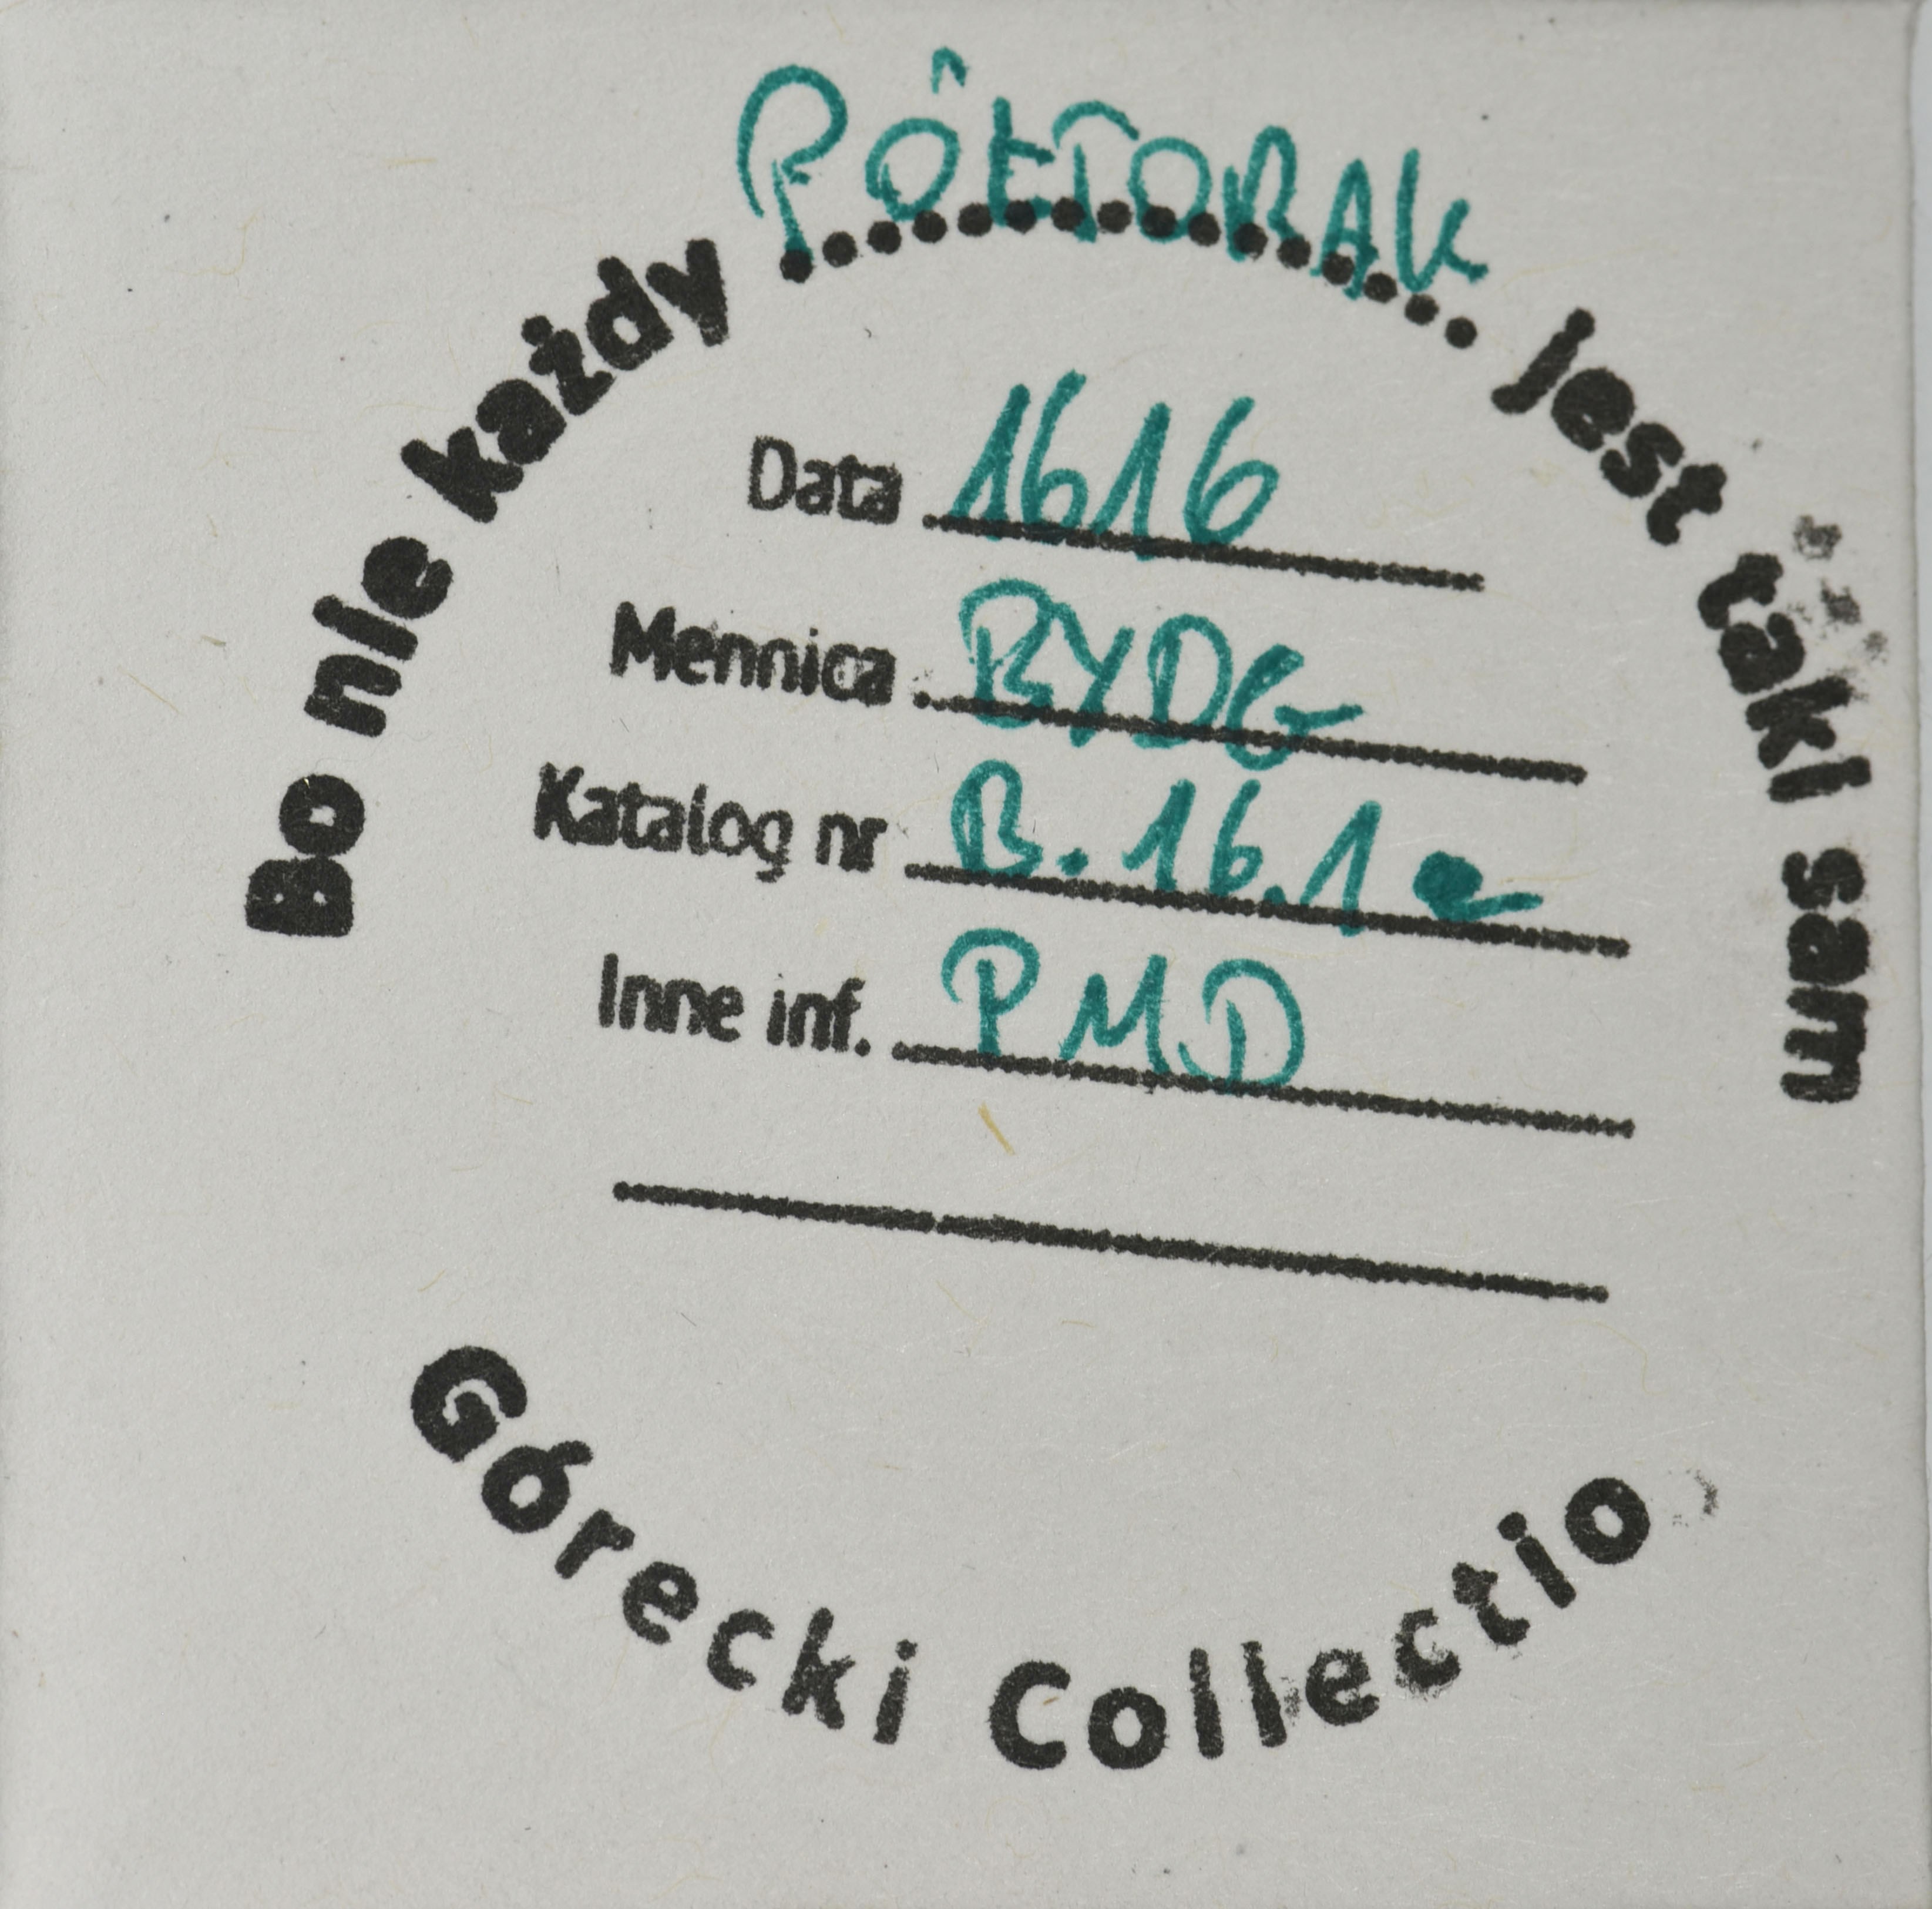 Bo nie każdy PÓŁTORAK jest taki sam
Data 1616
Mennica BYDG
Katalog nr B.16.1a
Inne inf. PMD
Górecki Collectio